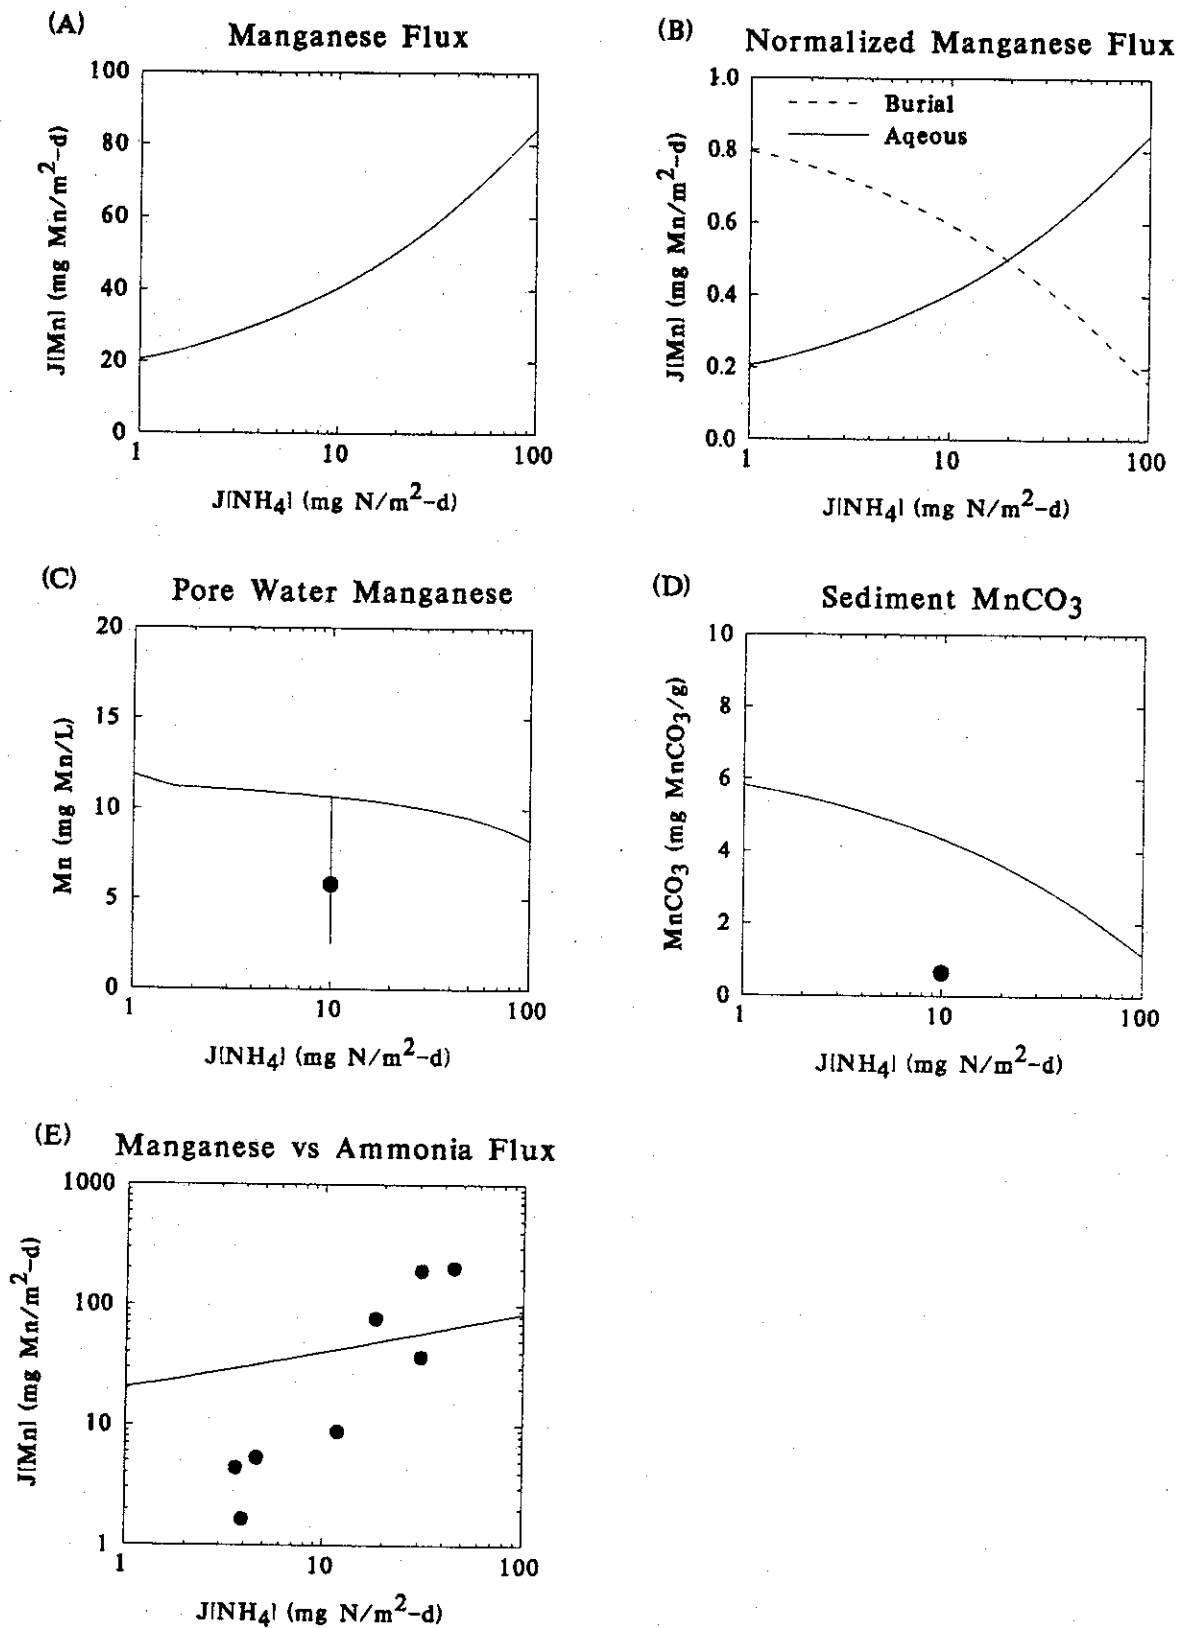 (A)
Manganese Flux
100
80
60
40
20
0
J[Mn] (mg Mn/m2-d)
1 10 100
J[NH4] (mg N/m2-d)
(B)
Normalized Manganese Flux
1.0
0.8
0.6
0.4
0.2
0.0
J[Mn] (mg Mn/m2-d)
Burial
Aqeous
1 10 100
J[NH4] (mg N/m2-d)
(C)
Pore Water Manganese
20
15
10
5
0
Mn (mg Mn/L)
1 10 100
J[NH4] (mg N/m2-d)
(D)
Sediment MnCO3
10
8
6
4
2
0
MnCO3 (mg MnCO3/g)
1 10 100
J[NH4] (mg N/m2-d)
(E)
Manganese vs Ammonia Flux
1000
100
10
1
J[Mn] (mg Mn/m2-d)
1 10 100
J[NH4] (mg N/m2-d)